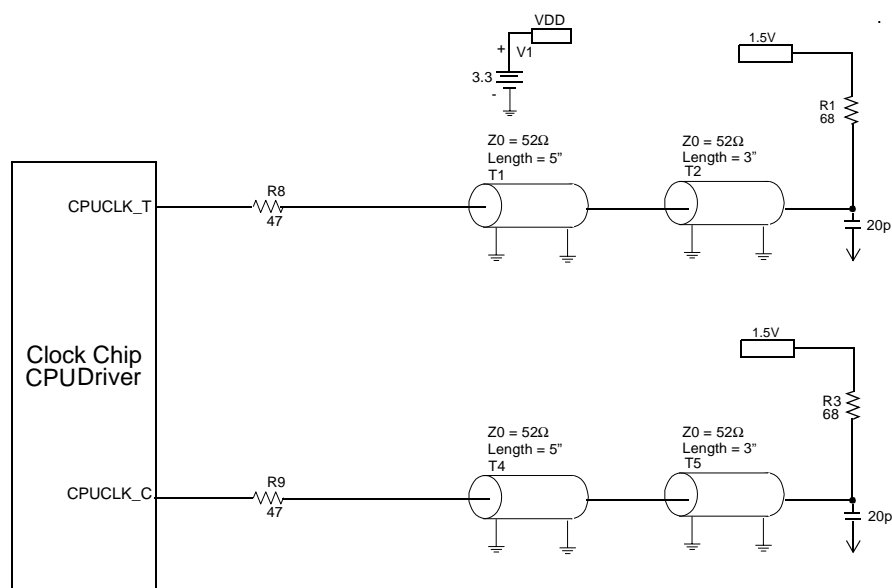 VDD
+
V1
3.3
-
1.5V
R1
68
Z0 = 52Ω
Length = 5”
T1
Z0 = 52Ω
Length = 3”
T2
CPUCLK_T
R8
47
20p
Clock Chip
CPUDriver
1.5V
R3
68
Z0 = 52Ω
Length = 5”
T4
Z0 = 52Ω
Length = 3”
T5
CPUCLK_C
R9
47
20p